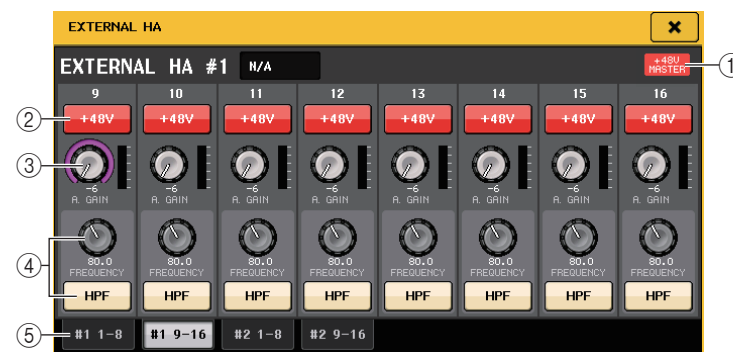 EXTERNAL HA
EXTERNAL HA #1 N/A +48V MASTER 1
9 10 11 12 13 14 15 16
2 +48V +48V +48V +48V +48V +48V +48V +48V
3
-6 -6 -6 -6 -6 -6 -6 -6
A. GAIN A. GAIN A. GAIN A. GAIN A. GAIN A. GAIN A. GAIN A. GAIN
4
80.0 80.0 80.0 80.0 80.0 80.0 80.0 80.0
FREQUENCY FREQUENCY FREQUENCY FREQUENCY FREQUENCY FREQUENCY FREQUENCY FREQUENCY
HPF HPF HPF HPF HPF HPF HPF HPF
5 #1 1-8 #1 9-16 #2 1-8 #2 9-16